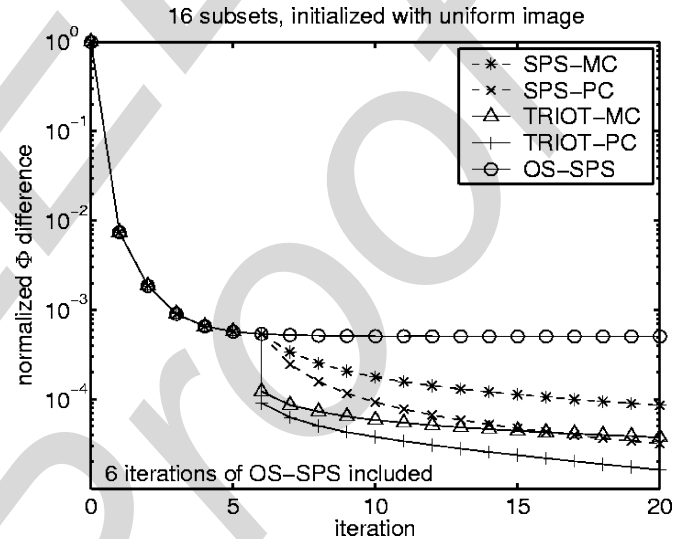 16 subsets, initialized with uniform image
10^0
10^−1
10^−2
10^−3
10^−4
normalized Φ difference
SPS−MC
SPS−PC
TRIOT−MC
TRIOT−PC
OS−SPS
6 iterations of OS−SPS included
0 5 10 15 20
iteration
Proof